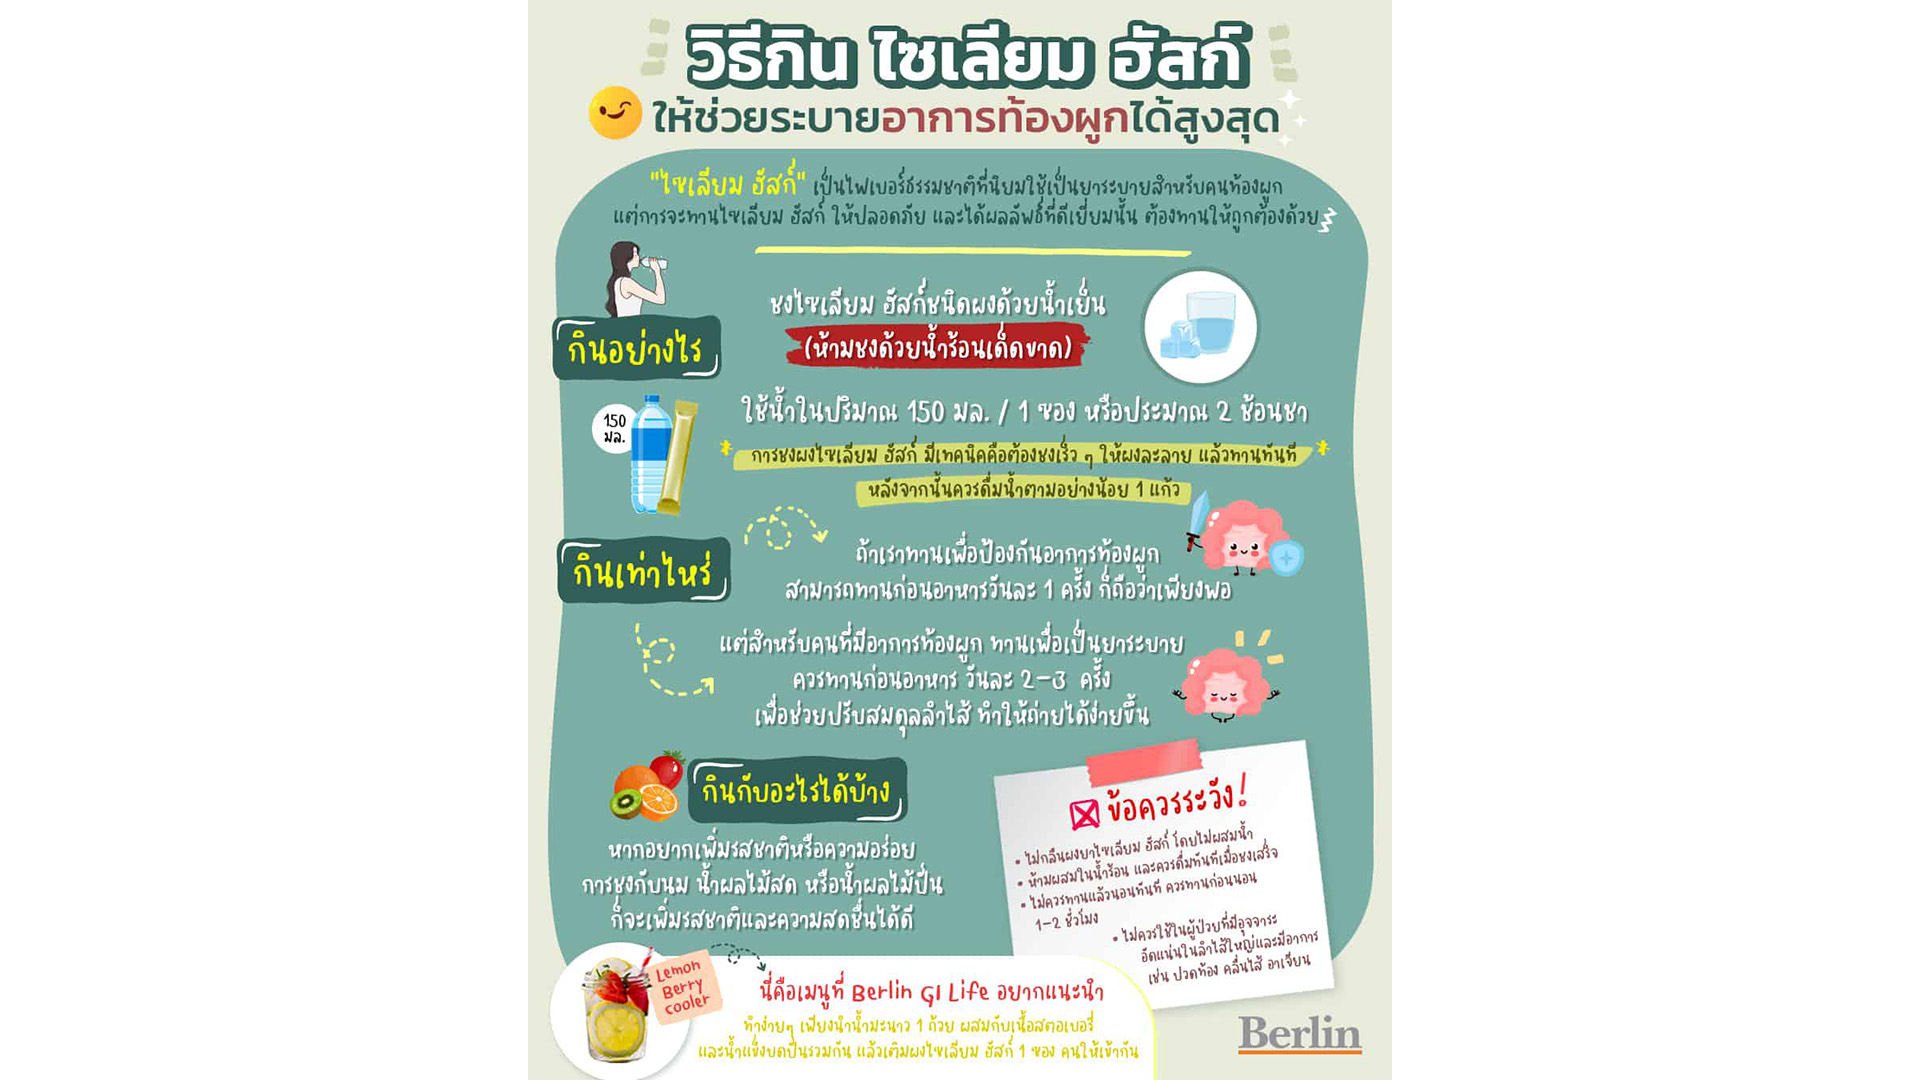 วิธีกิน ไซเลียม ฮัสก์
ให้ช่วยระบายอาการท้องผูกได้สูงสุด
"ไซเลียม ฮัสก์" เป็นไฟเบอร์ธรรมชาติที่นิยมใช้เป็นยาระบายสำหรับคนท้องผูก
แต่การจะทานไซเลียม ฮัสก์ ให้ปลอดภัย และได้ผลลัพธ์ที่ดีเยี่ยมนั้น ต้องทานให้ถูกต้องด้วย
กินอย่างไร
ชงไซเลียม ฮัสก์ชนิดผงด้วยน้ำเย็น
(ห้ามชงด้วยน้ำร้อนเด็ดขาด)
150
มล.
ใช้น้ำในปริมาณ 150 มล. / 1 ซอง หรือประมาณ 2 ช้อนชา
การชงผงไซเลียม ฮัสก์ มีเทคนิคคือต้องชงเร็ว ๆ ให้ผงละลาย แล้วทานทันที
หลังจากนั้นควรดื่มน้ำตามอย่างน้อย 1 แก้ว
กินเท่าไหร่
ถ้าเราทานเพื่อป้องกันอาการท้องผูก
สามารถทานก่อนอาหารวันละ 1 ครั้ง ก็ถือว่าเพียงพอ
แต่สำหรับคนที่มีอาการท้องผูก ทานเพื่อเป็นยาระบาย
ควรทานก่อนอาหาร วันละ 2-3 ครั้ง
เพื่อช่วยปรับสมดุลลำไส้ ทำให้ถ่ายได้ง่ายขึ้น
กินกับอะไรได้บ้าง
หากอยากเพิ่มรสชาติหรือความอร่อย
การชงกับนม น้ำผลไม้สด หรือน้ำผลไม้ปั่น
ก็จะเพิ่มรสชาติและความสดชื่นได้ดี
ข้อควรระวัง!
• ไม่กลืนผงยาไซเลียม ฮัสก์ โดยไม่ผสมน้ำ
• ห้ามผสมในน้ำร้อน และควรดื่มทันทีเมื่อชงเสร็จ
• ไม่ควรทานแล้วนอนทันที ควรทานก่อนนอน
1-2 ชั่วโมง
• ไม่ควรใช้ในผู้ป่วยที่มีอุจจาระ
อัดแน่นในลำไส้ใหญ่และมีอาการ
เช่น ปวดท้อง คลื่นไส้ อาเจียน
Lemon
Berry
cooler
นี่คือเมนูที่ Berlin GI Life อยากแนะนำ
ทำง่ายๆ เพียงนำน้ำมะนาว 1 ถ้วย ผสมกับเนื้อสตอเบอรี่
และน้ำแข็งบดปั่นรวมกัน แล้วเติมผงไซเลียม ฮัสก์ 1 ซอง คนให้เข้ากัน
Berlin